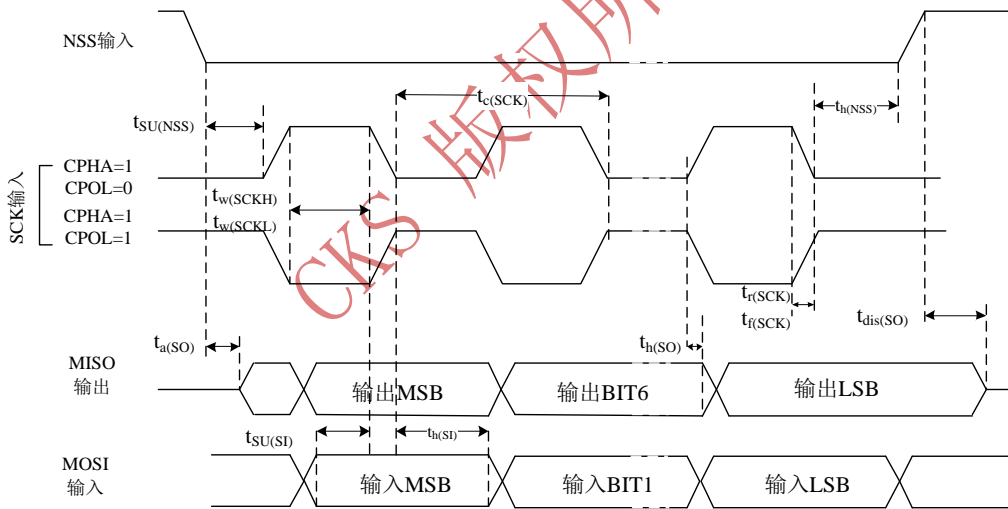 NSS输入
tc(SCK)
th(NSS)
tSU(NSS)
SCK输入
CPHA=1
CPOL=0
CPHA=1
CPOL=1
tw(SCKH)
tw(SCKL)
tr(SCK)
tf(SCK)
ta(SO)
th(SO)
tdis(SO)
MISO
输出
输出MSB
输出BIT6
输出LSB
tSU(SI)
th(SI)
MOSI
输入
输入MSB
输入BIT1
输入LSB
CKS 版权所